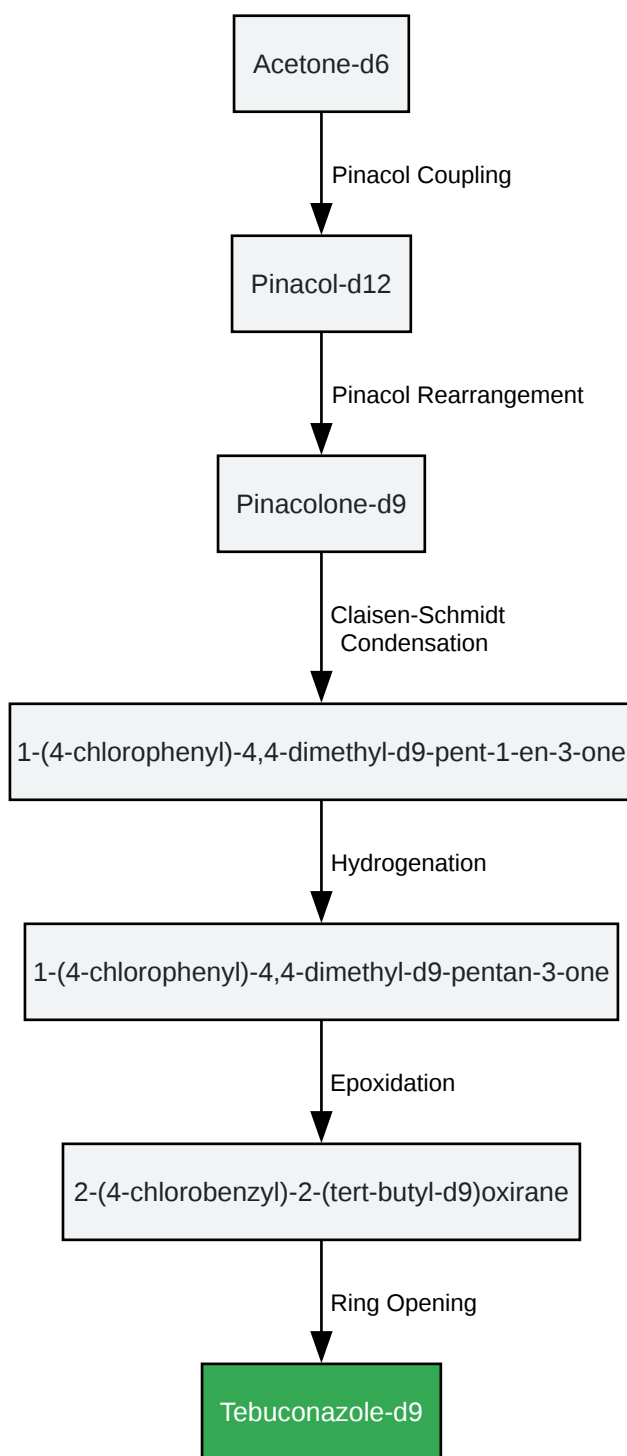 Acetone-d6
Pinacol Coupling
Pinacol-d12
Pinacol Rearrangement
Pinacolone-d9
Claisen-Schmidt
Condensation
1-(4-chlorophenyl)-4,4-dimethyl-d9-pent-1-en-3-one
Hydrogenation
1-(4-chlorophenyl)-4,4-dimethyl-d9-pentan-3-one
Epoxidation
2-(4-chlorobenzyl)-2-(tert-butyl-d9)oxirane
Ring Opening
Tebuconazole-d9